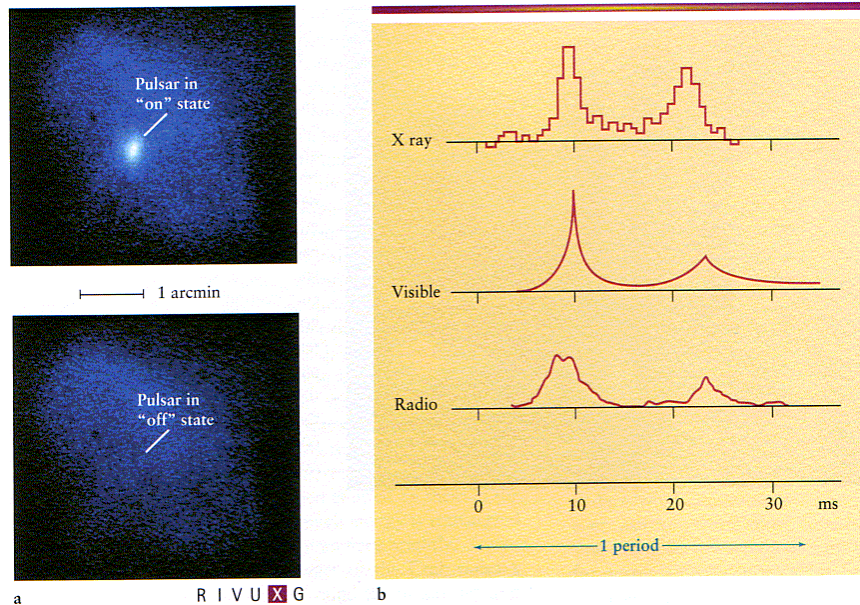 Pulsar in
“on” state
1 arcmin
Pulsar in
“off” state
a
R I V U X G
X ray
Visible
Radio
0 10 20 30 ms
1 period
b